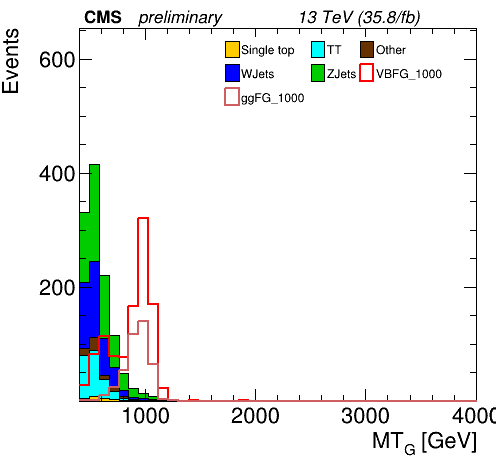 CMS preliminary 13 TeV (35.8/fb)
Events
Single top TT Other
WJets ZJets VBFG_1000
ggFG_1000
600
400
200
1000 2000 3000 4000
MT_G [GeV]